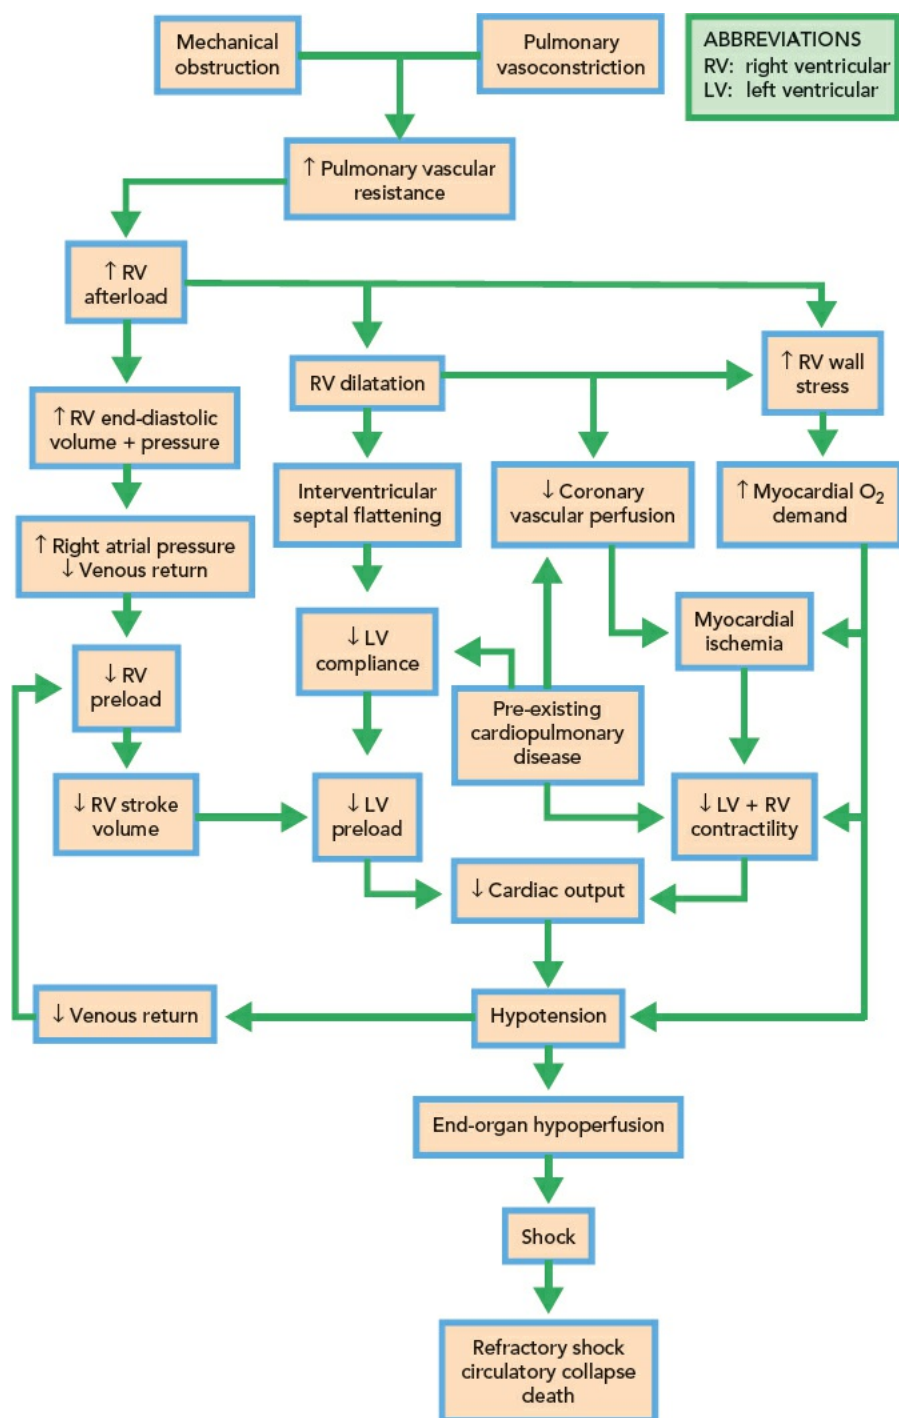 Mechanical
obstruction
Pulmonary
vasoconstriction
ABBREVIATIONS
RV: right ventricular
LV: left ventricular
↑ Pulmonary vascular
resistance
↑ RV
afterload
RV dilatation
↑ RV wall
stress
↑ RV end-diastolic
volume + pressure
Interventricular
septal flattening
↓ Coronary
vascular perfusion
↑ Myocardial O₂
demand
↑ Right atrial pressure
↓ Venous return
↓ LV
compliance
Myocardial
ischemia
↓ RV
preload
Pre-existing
cardiopulmonary
disease
↓ RV stroke
volume
↓ LV
preload
↓ LV + RV
contractility
↓ Cardiac output
↓ Venous return
Hypotension
End-organ hypoperfusion
Shock
Refractory shock
circulatory collapse
death